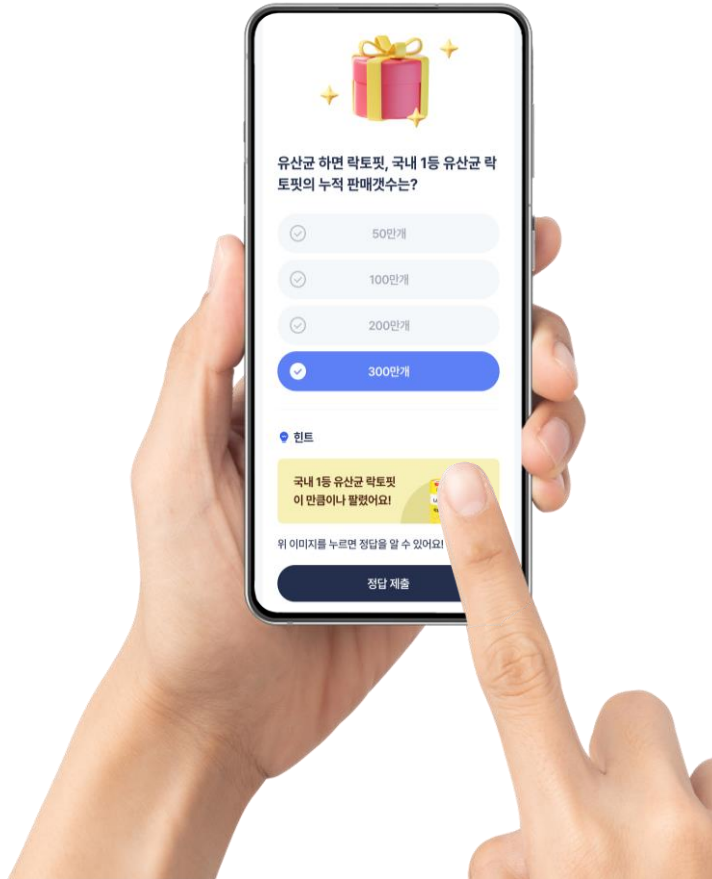 유산균 하면 락토핏, 국내 1등 유산균 락
토핏의 누적 판매갯수는?
50만개
100만개
200만개
300만개
힌트
국내 1등 유산균 락토핏
이 만큼이나 팔렸어요!
위 이미지를 누르면 정답을 알 수 있어요!
정답 제출